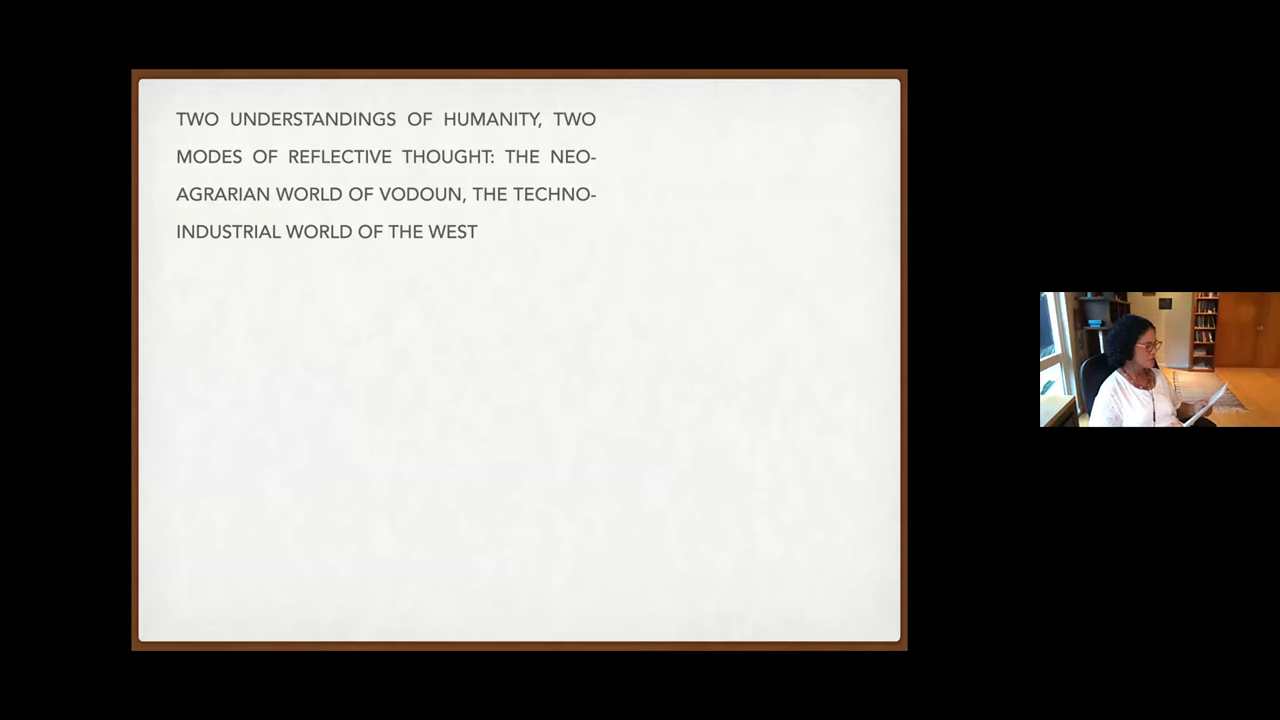 TWO UNDERSTANDINGS OF HUMANITY, TWO
MODES OF REFLECTIVE THOUGHT: THE NEO-
AGRARIAN WORLD OF VODOUN, THE TECHNO-
INDUSTRIAL WORLD OF THE WEST